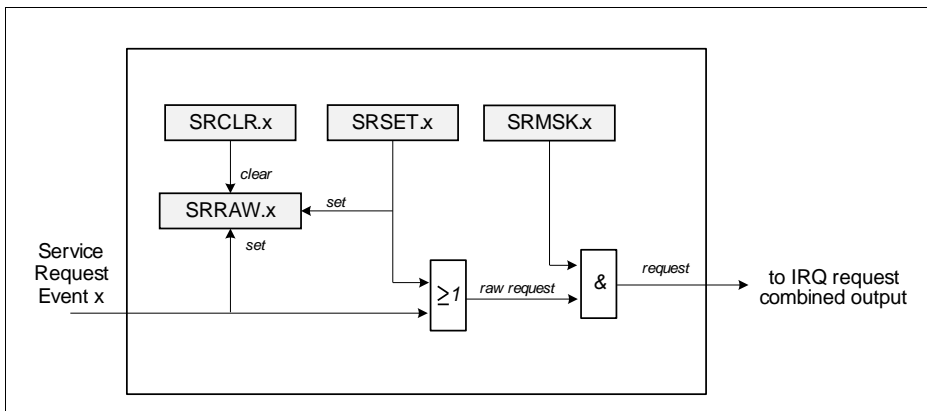 SRCLR.x
SRSET.x
SRMSK.x
clear
SRRAW.x
set
set
Service
Request
Event x
≥1
raw request
&
request
to IRQ request
combined output